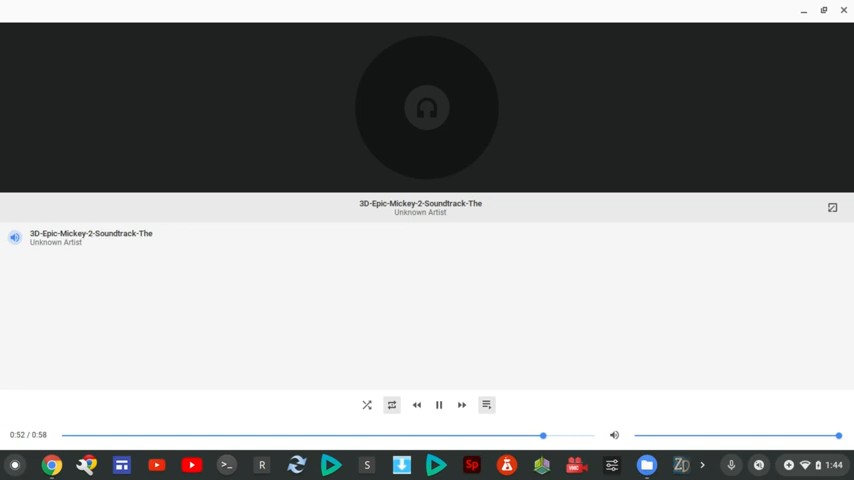 3D-Epic-Mickey-2-Soundtrack-The
Unknown Artist
3D-Epic-Mickey-2-Soundtrack-The
Unknown Artist
0:52 / 0:58
>_
R
S
Sp
VMC
ZD
1:44